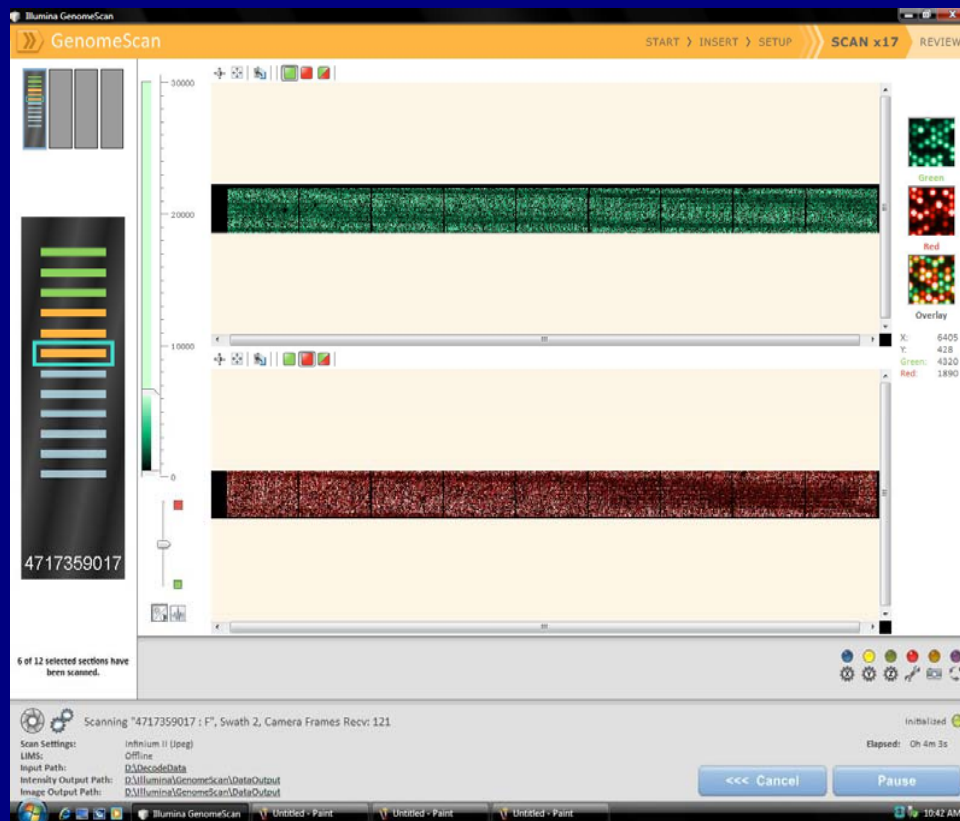 Illumina GenomeScan
GenomeScan
START > INSERT > SETUP
SCAN x17
REVIEW
30000
20000
10000
0
Green
Red
Overlay
X: 6405
Y: 428
Green: 4320
Red: 1890
4717359017
6 of 12 selected sections have
been scanned.
Scanning "4717359017 : F", Swath 2, Camera Frames Recv: 121
Initialized
Scan Settings: Infinium II (Jpeg)
Elapsed: 0h 4m 3s
LIMS: Offline
Input Path: D:\DecodeData
Intensity Output Path: D:\Illumina\GenomeScan\DataOutput
Image Output Path: D:\Illumina\GenomeScan\DataOutput
<<< Cancel
Pause
Illumina GenomeScan
Untitled - Paint
Untitled - Paint
Untitled - Paint
10:42 AM